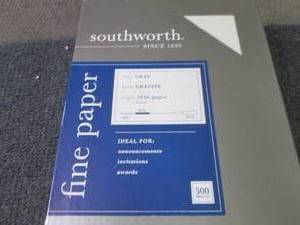 southworth.
SINCE 1839
fine paper
GRAY
GRANITE
IDEAL FOR:
announcements
invitations
awards
500